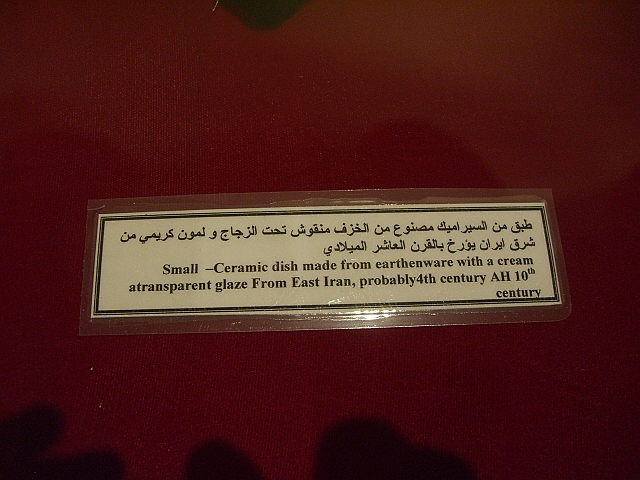 طبق من السيراميك مصنوع من الخزف منقوش تحت الزجاج و لمون كريمي من
شرق ايران يؤرخ بالقرن العاشر الميلادي
Small –Ceramic dish made from earthenware with a cream
atransparent glaze From East Iran, probably4th century AH 10th
century